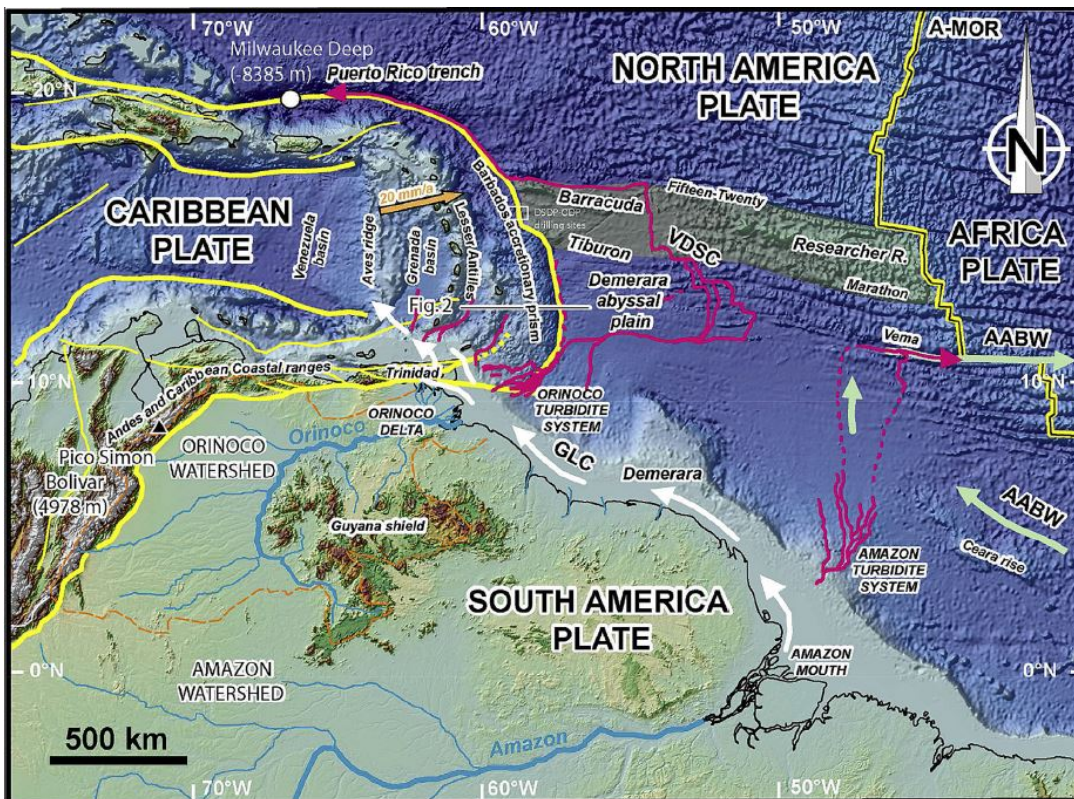 70°W
60°W
50°W
A-MOR
Milwaukee Deep
(-8385 m)
Puerto Rico trench
NORTH AMERICA
PLATE
20°N
N
CARIBBEAN
PLATE
20 mm/a
Venezuela
basin
Aves ridge
Grenada
basin
Lesser Antilles
Barbados accretionary prism
DSDP ODP
drilling sites
Barracuda
Tiburon
Fifteen-Twenty
VDSC
Researcher R.
Marathon
AFRICA
PLATE
Demerara
abyssal
plain
Fig. 2
Vema
AABW
10°N
10°N
Andes and Caribbean Coastal ranges
Trinidad
ORINOCO
DELTA
ORINOCO
TURBIDITE
SYSTEM
Pico Simon
Bolivar
(4978 m)
ORINOCO
WATERSHED
Orinoco
GLC
Demerara
AABW
Ceara rise
Guyana shield
AMAZON
TURBIDITE
SYSTEM
SOUTH AMERICA
PLATE
0°N
0°N
AMAZON
WATERSHED
AMAZON
MOUTH
Amazon
500 km
70°W
60°W
50°W